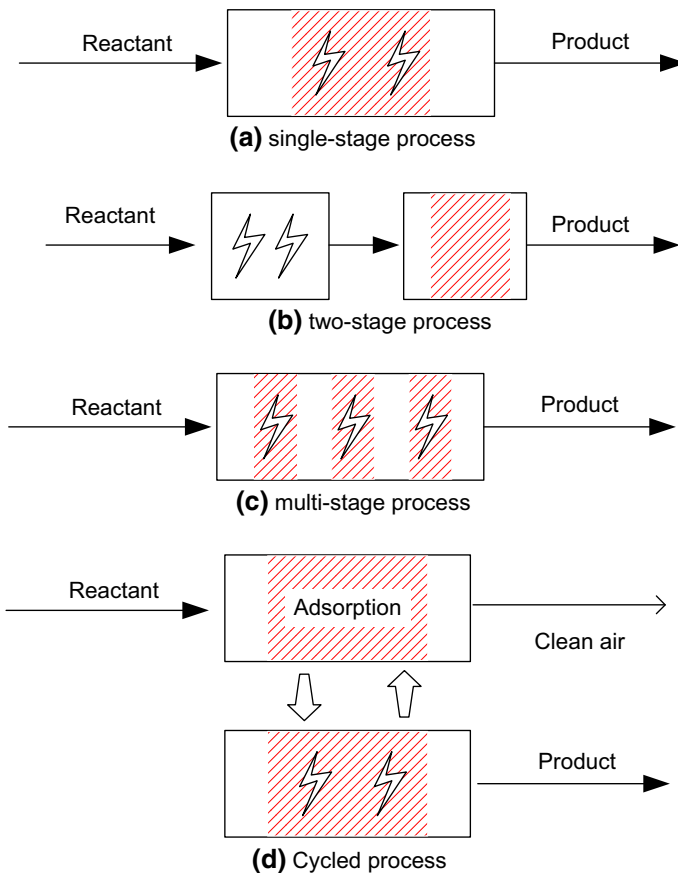 Reactant
Product
(a) single-stage process
Reactant
Product
(b) two-stage process
Reactant
Product
(c) multi-stage process
Reactant
Adsorption
Clean air
Product
(d) Cycled process